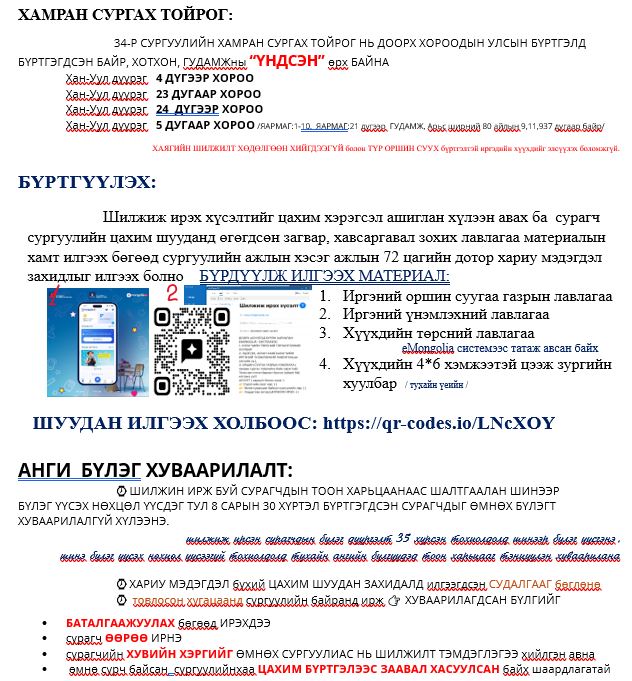 ХАМРАН СУРГАХ ТОЙРОГ:
34-Р СУРГУУЛИЙН ХАМРАН СУРГАХ ТОЙРОГ НЬ ДООРХ ХОРООДЫН УЛСЫН БҮРТГЭЛД
БҮРТГЭГДСЭН БАЙР, ХОТХОН, ГУДАМЖны "ҮНДСЭН" өрх БАЙНА
Хан-Уул дүүрэг 4 ДҮГЭЭР ХОРОО
Хан-Уул дүүрэг 23 ДУГААР ХОРОО
Хан-Уул дүүрэг 24 ДҮГЭЭР ХОРОО
Хан-Уул дүүрэг 5 ДУГААР ХОРОО /ЯАРМАГ:1-10, ЯАРМАГ:21 дүгээр ГУДАМЖ, Арьс ширний 80 айлын 9,11,937 дугаар байр/
ХАЯГИЙН ШИЛЖИЛТ ХӨДӨЛГӨӨН ХИЙГДЭЭГҮЙ болон ТҮР ОРШИН СУУХ бүртгэлтэй иргэдийн хүүхдийг элсүүлэх боломжгүй.
БҮРТГҮҮЛЭХ:
Шилжиж ирэх хүсэлтийг цахим хэрэгсэл ашиглан хүлээн авах ба сурагч
сургуулийн цахим шууданд өгөгдсөн загвар, хавсаргавал зохих лавлагаа материалын
хамт илгээх бөгөөд сургуулийн ажлын хэсэг ажлын 72 цагийн дотор хариу мэдэгдэл
захидлыг илгээх болно БҮРДҮҮЛЖ ИЛГЭЭХ МАТЕРИАЛ:
1
2
1. Иргэний оршин суугаа газрын лавлагаа
2. Иргэний үнэмлэхний лавлагаа
3. Хүүхдийн төрсний лавлагаа
eMongolia системээс татаж авсан байх
4. Хүүхдийн 4*6 хэмжээтэй цээж зургийн
хуулбар / тухайн үеийн /
ШУУДАН ИЛГЭЭХ ХОЛБООС: https://qr-codes.io/LNcXOY
АНГИ БҮЛЭГ ХУВААРИЛАЛТ:
ШИЛЖИН ИРЖ БУЙ СУРАГЧДЫН ТООН ХАРЬЦААНААС ШАЛТГААЛАН ШИНЭЭР
БҮЛЭГ ҮҮСЭХ НӨХЦӨЛ ҮҮСДЭГ ТУЛ 8 САРЫН 30 ХҮРТЭЛ БҮРТГЭГДСЭН СУРАГЧДЫГ ӨМНӨХ БҮЛЭГТ
ХУВААРИЛАЛГҮЙ ХҮЛЭЭНЭ.
шилжиж ирсэн сурагчдын бүлэг дүүргэлт 35 хүрсэн тохиолдолд шинээр бүлэг үүсгэнэ,
шинэ бүлэг үүсэх нөхцөл үүсээгүй тохиолдолд тухайн ангийн бүлгүүдэд тоон харьцааг тэнцүүлэн хуваарилана
ХАРИУ МЭДЭГДЭЛ бүхий ЦАХИМ ШУУДАН ЗАХИДАЛД илгээгдсэн СУДАЛГААГ бөглөнө
товлосон хугацаанд сургуулийн байранд ирж ХУВААРИЛАГДСАН БҮЛГИЙГ
• БАТАЛГААЖУУЛАХ бөгөөд ИРЭХДЭЭ
• сурагч ӨӨРӨӨ ИРНЭ
• сурагчийн ХУВИЙН ХЭРГИЙГ ӨМНӨХ СУРГУУЛИАС НЬ ШИЛЖИЛТ ТЭМДЭГЛЭГЭЭ хийлгэн авна
• өмнө сурч байсан сургуулийнхаа ЦАХИМ БҮРТГЭЛЭЭС ЗААВАЛ ХАСУУЛСАН байх шаардлагатай